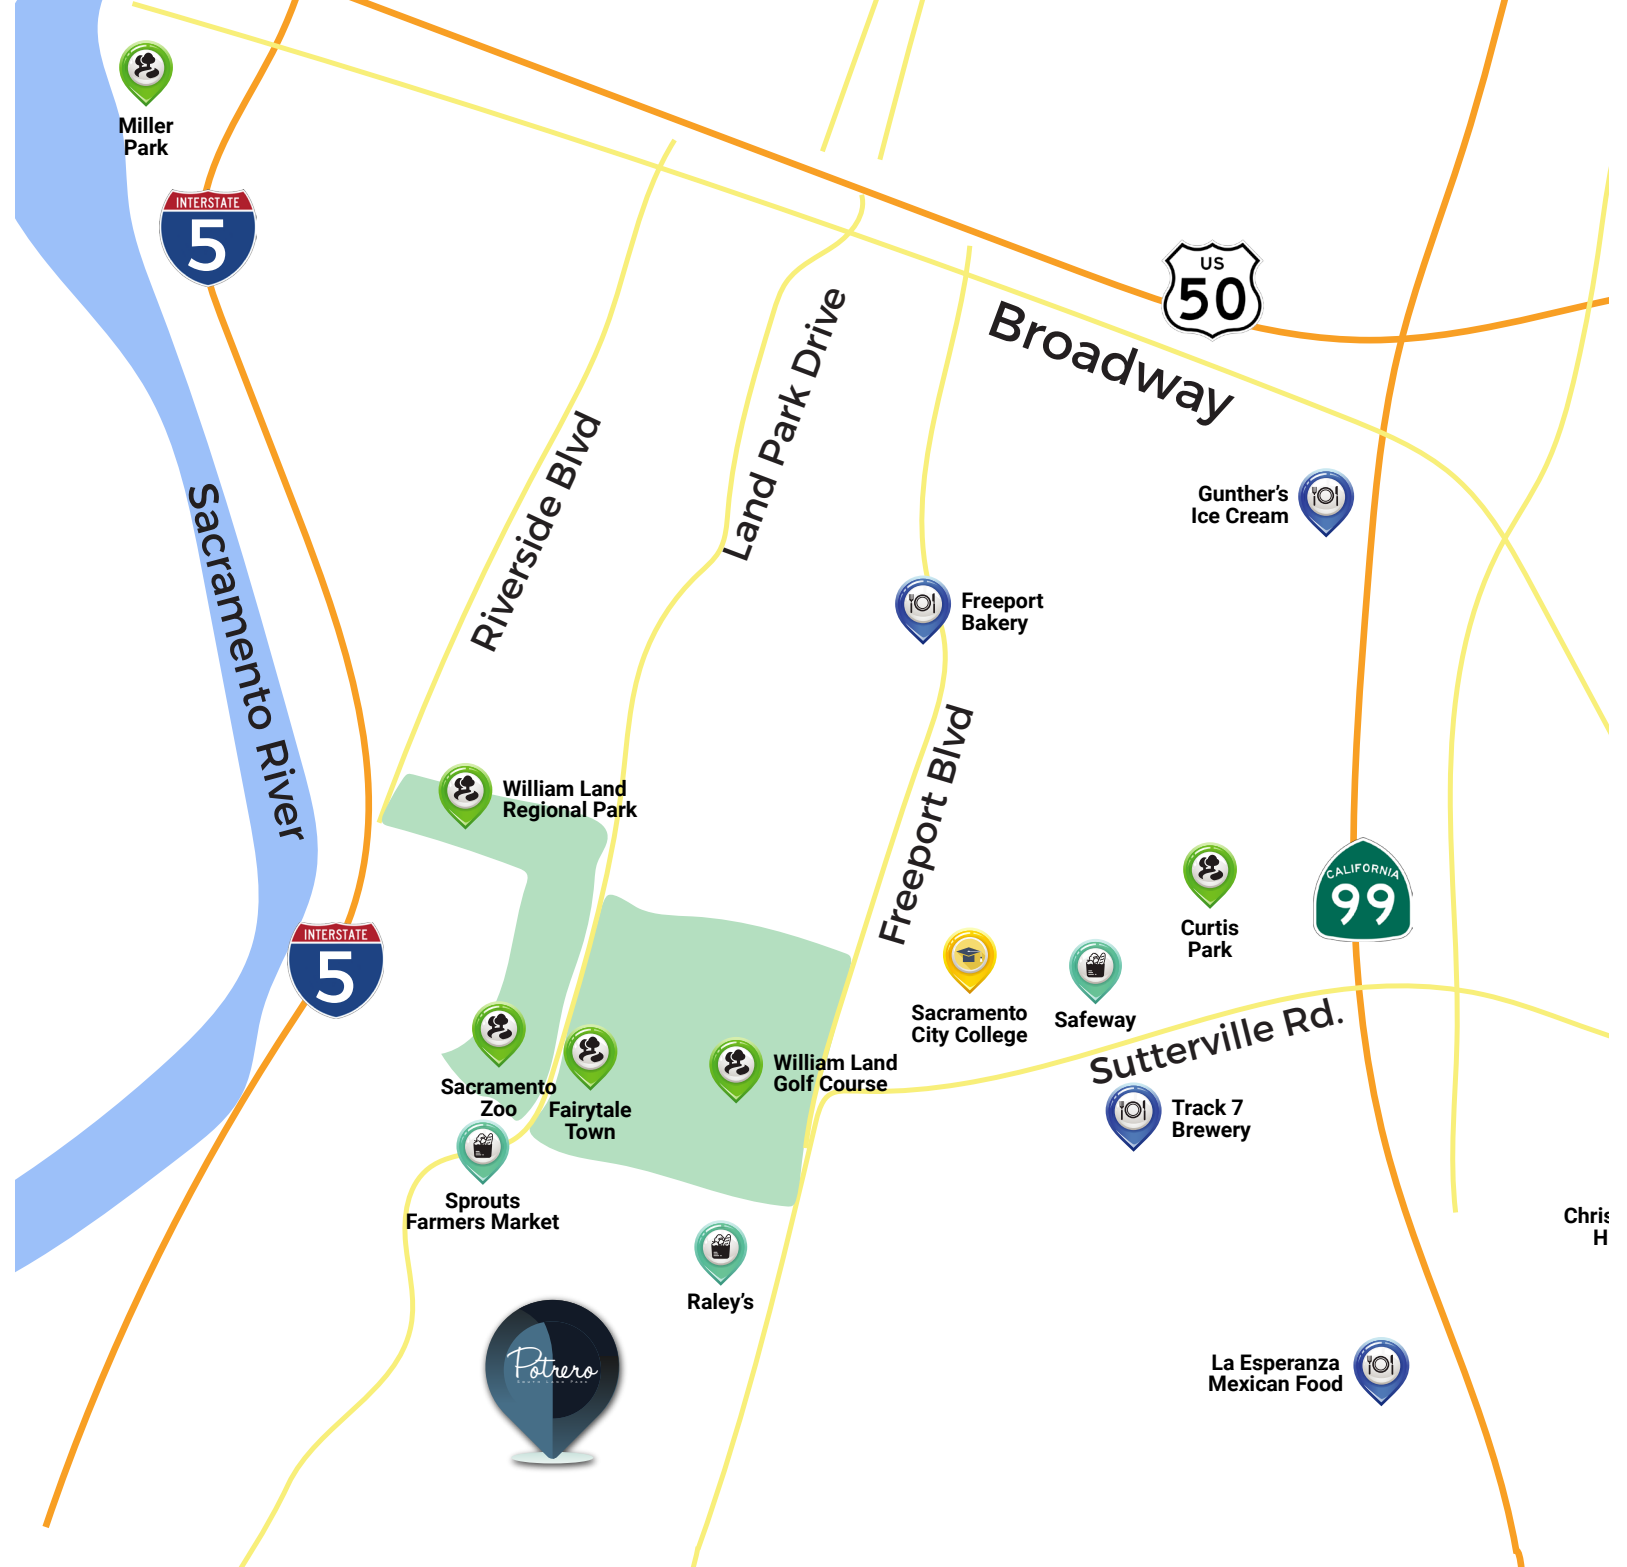 Miller
Park
INTERSTATE
5
US
50
Broadway
Land Park Drive
Riverside Blvd
Sacramento River
Gunther's
Ice Cream
Freeport
Bakery
Freeport Blvd
William Land
Regional Park
CALIFORNIA
99
Curtis
Park
INTERSTATE
5
Sacramento
City College
Safeway
Sutterville Rd.
Sacramento
Zoo
Fairytale
Town
William Land
Golf Course
Track 7
Brewery
Sprouts
Farmers Market
Raley's
Chris
H
Potrero
La Esperanza
Mexican Food